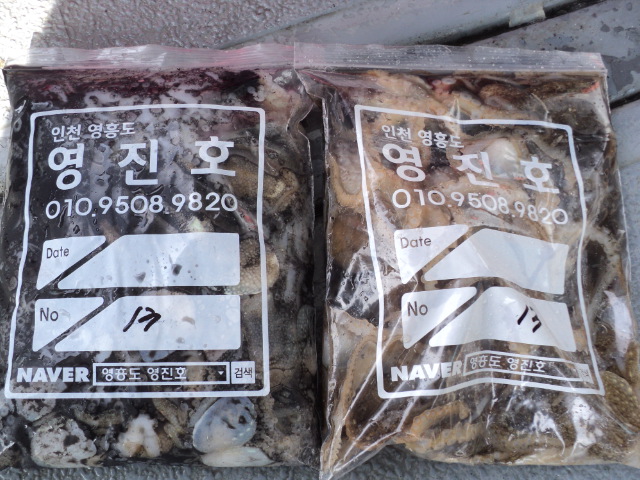 인천 영흥도
영 진 호
010.9508.9820
Date
No 13
NAVER 영흥도 영진호 검색
인천 영흥도
영 진 호
010.9508.9820
Date
No 13
NAVER 영흥도 영진호